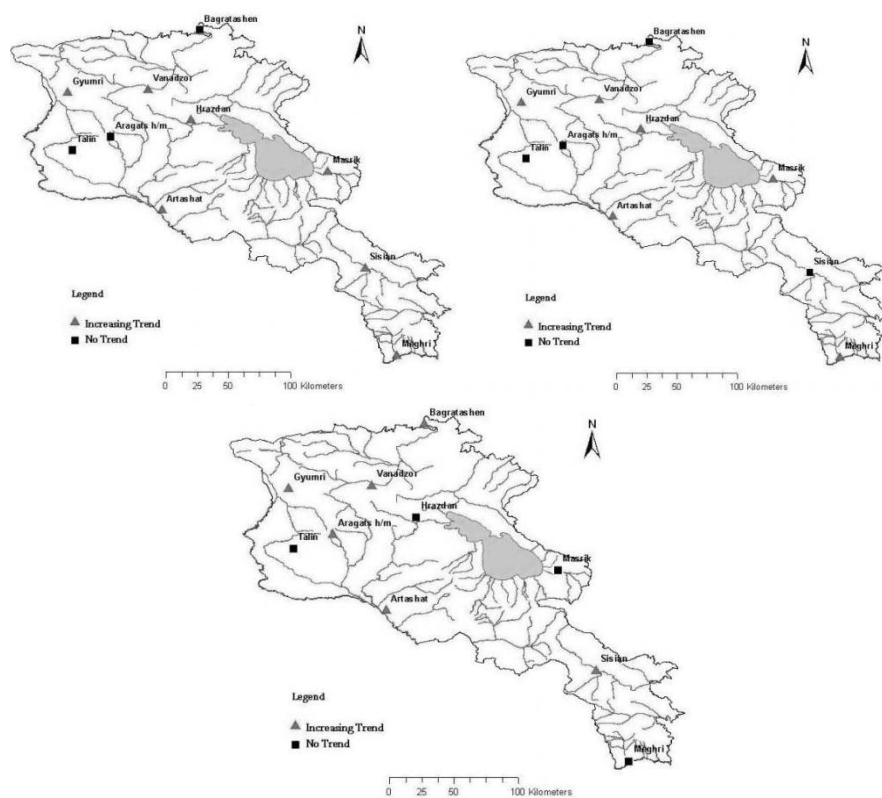 Bagratashen
N
Gyumri
Vanadzor
Hrazdan
Aragats h/m
Talin
Masrik
Artashat
Sisian
Legend
Increasing Trend
No Trend
Meghri
0 25 50 100 Kilometers
Bagratashen
N
Gyumri
Vanadzor
Hrazdan
Aragats h/m
Talin
Masrik
Artashat
Sisian
Legend
Increasing Trend
No Trend
Meghri
0 25 50 100 Kilometers
Bagratashen
N
Gyumri
Vanadzor
Hrazdan
Aragats h/m
Talin
Masrik
Artashat
Sisian
Legend
Increasing Trend
No Trend
Meghri
0 25 50 100 Kilometers